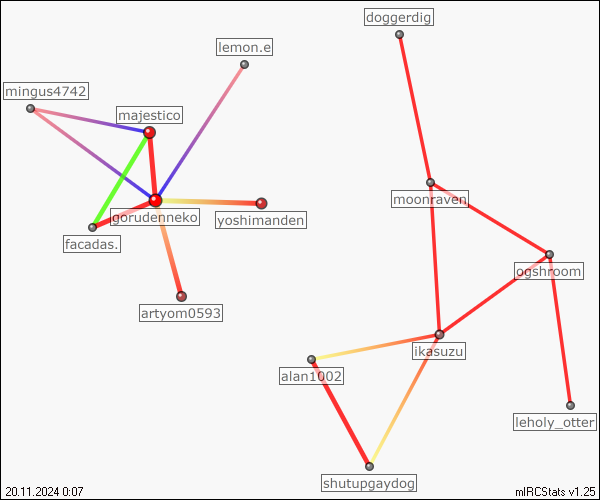 doggerdig
lemon.e
mingus4742
majestico
moonraven
gorudenneko
yoshimanden
facadas.
ogshroom
artyom0593
ikasuzu
alan1002
leholy_otter
shutupgaydog
20.11.2024 0:07
mIRCStats v1.25